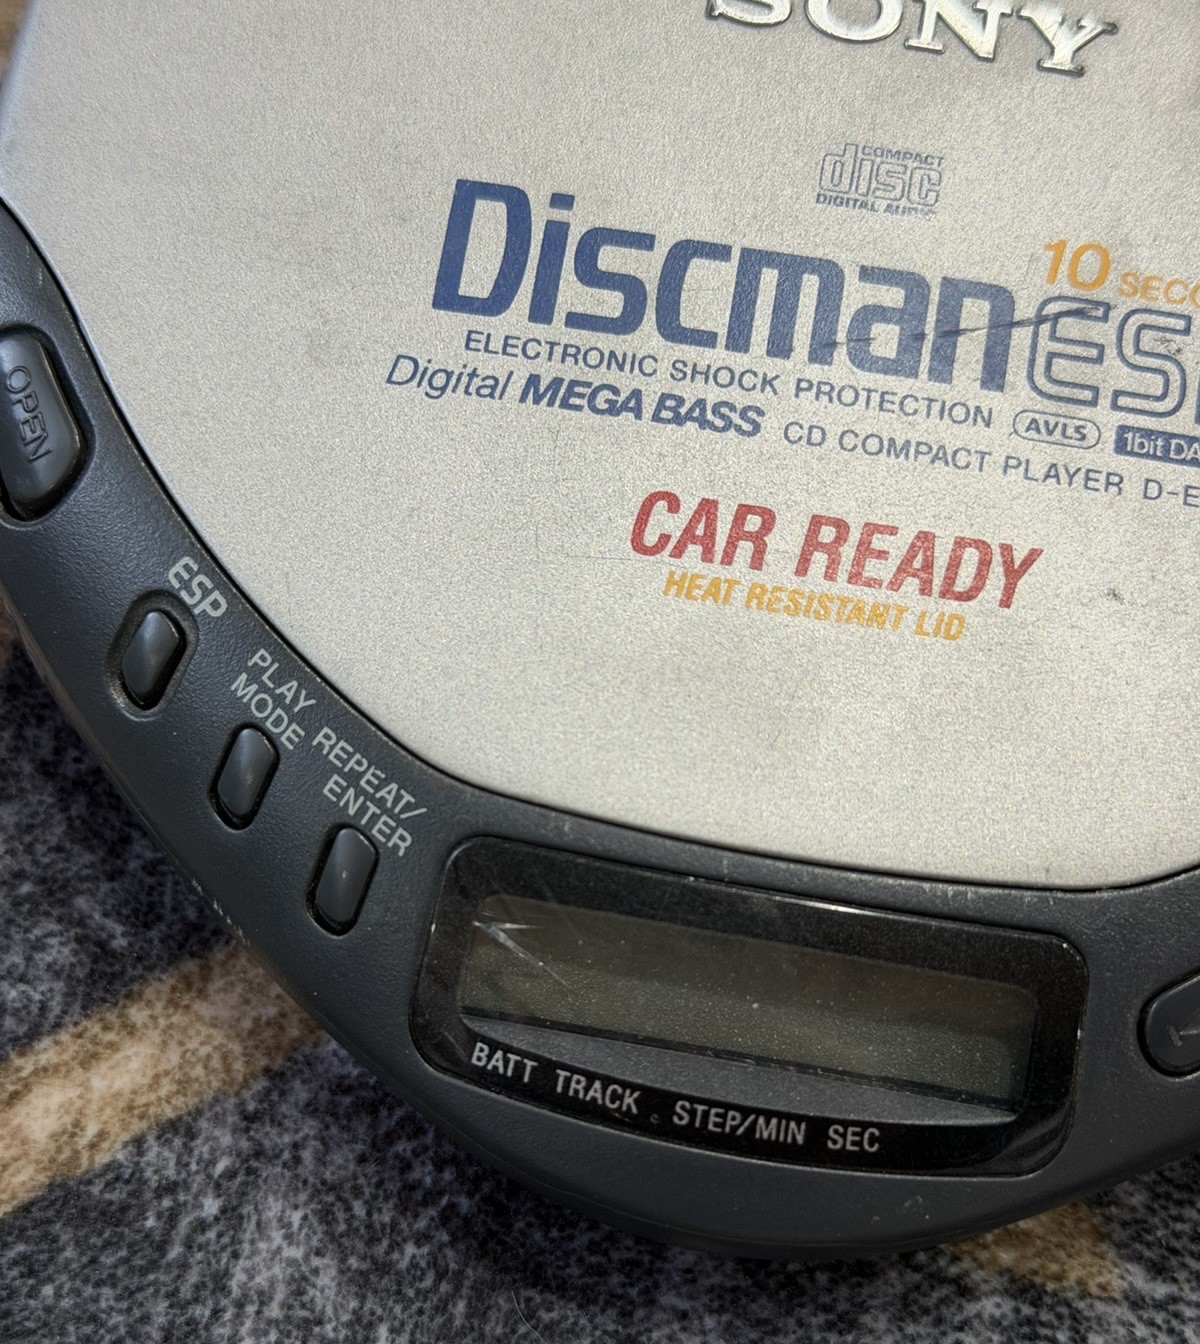 SONY
COMPACT
disc
DIGITAL AUDIO
10 SECO
Discman ES
ELECTRONIC SHOCK PROTECTION AVLS 1bit DA
Digital MEGA BASS CD COMPACT PLAYER D-E
CAR READY
HEAT RESISTANT LID
OPEN
ESP
PLAY
MODE
REPEAT/
ENTER
BATT TRACK STEP/MIN SEC